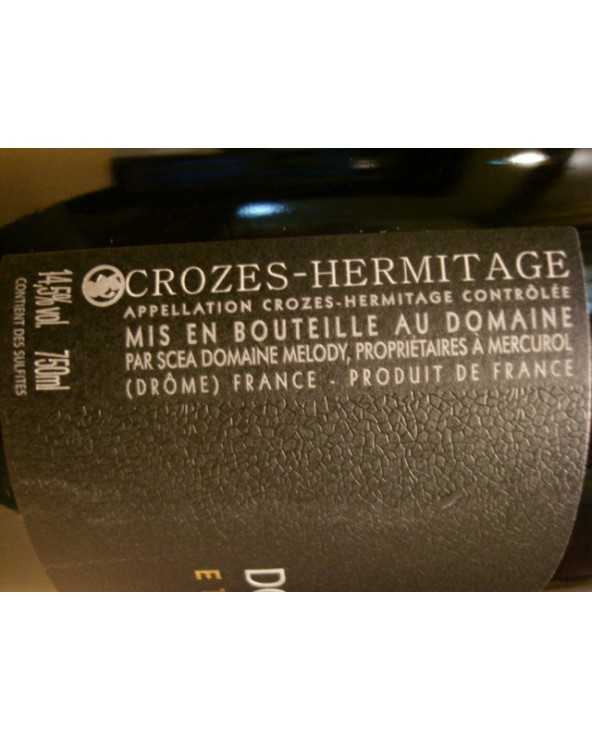 CROZES-HERMITAGE
APPELLATION CROZES-HERMITAGE CONTRÔLÉE
MIS EN BOUTEILLE AU DOMAINE
PAR SCEA DOMAINE MELODY, PROPRIÉTAIRES À MERCUROL
(DRÔME) FRANCE - PRODUIT DE FRANCE
14,5% vol. 750ml
CONTIENT DES SULFITES